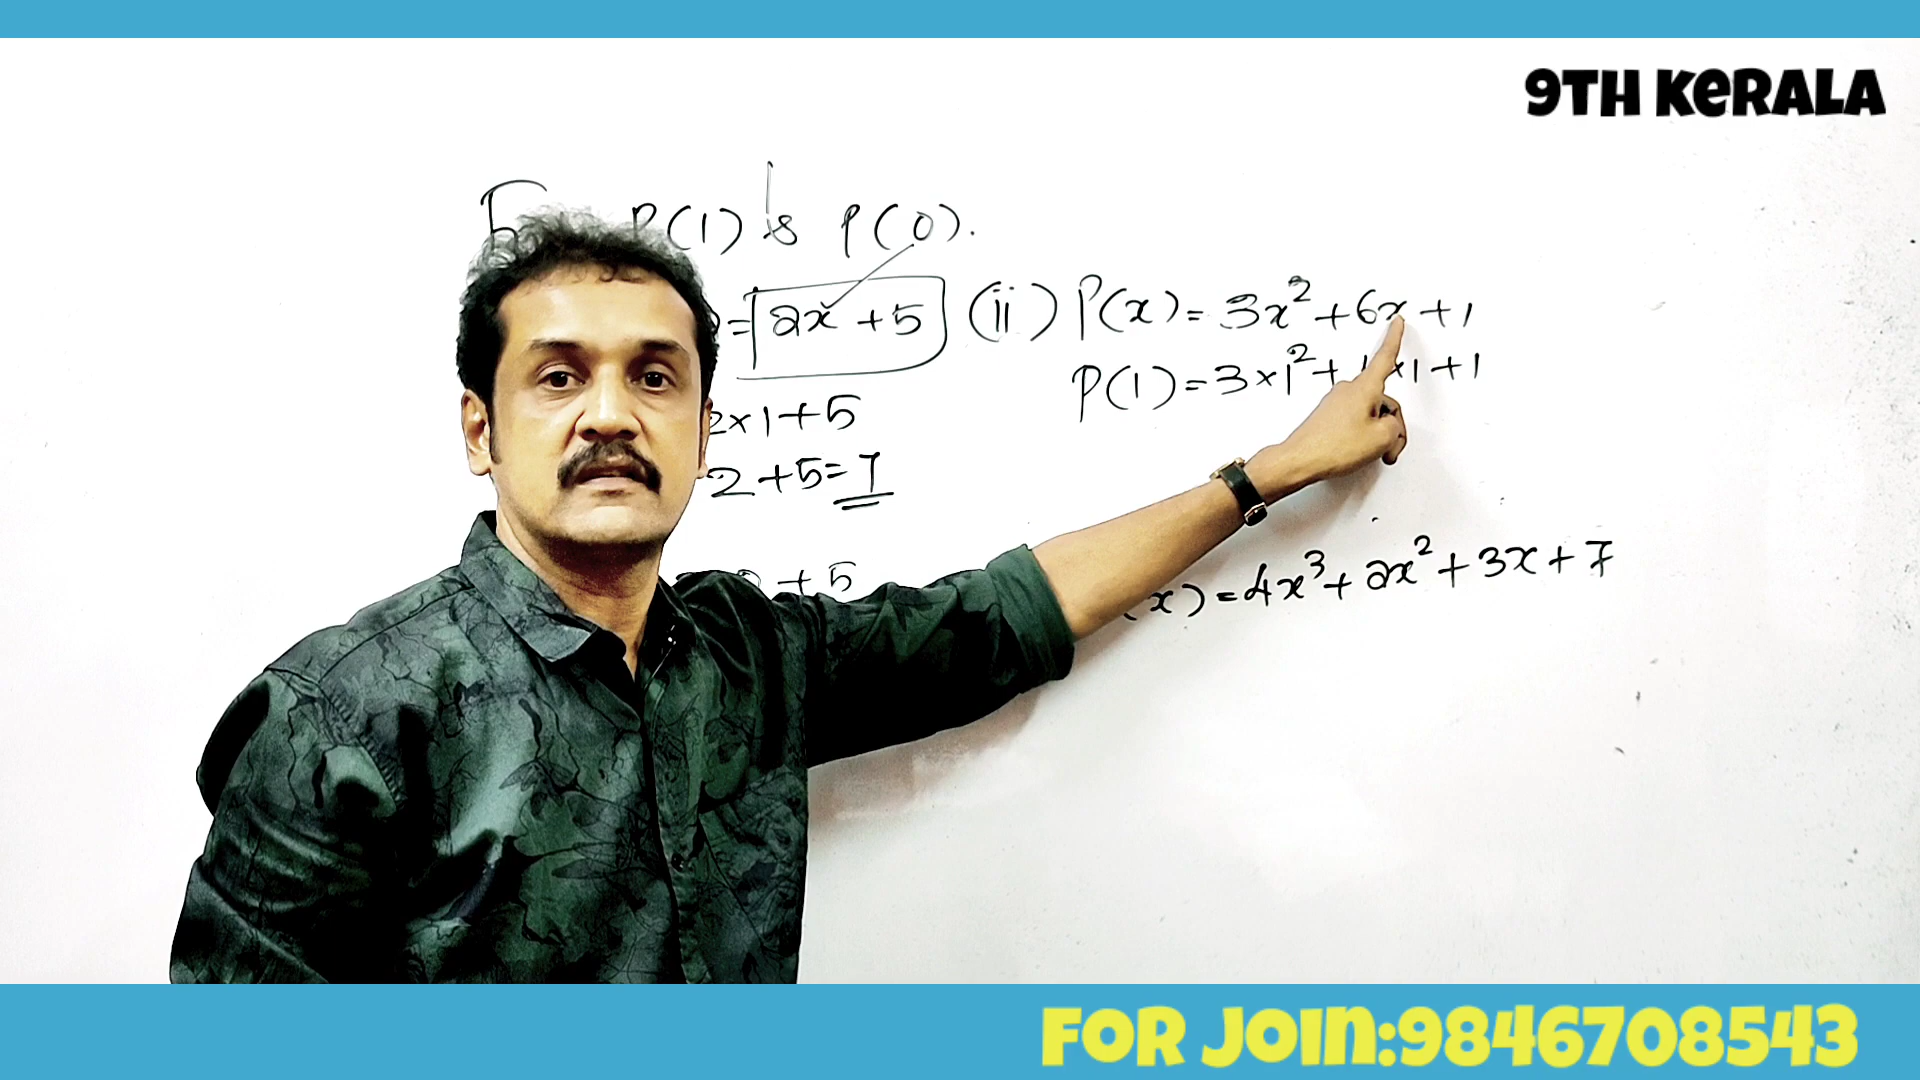 9TH KERALA
P(1) & P(0).
= 2x + 5
(ii) P(x) = 3x² + 6x + 1
P(1) = 3×1² + ×1 + 1
2×1+5
2+5=7
+5
x) = 4x³ + 2x² + 3x + 7
FOR JOIN:9846708543